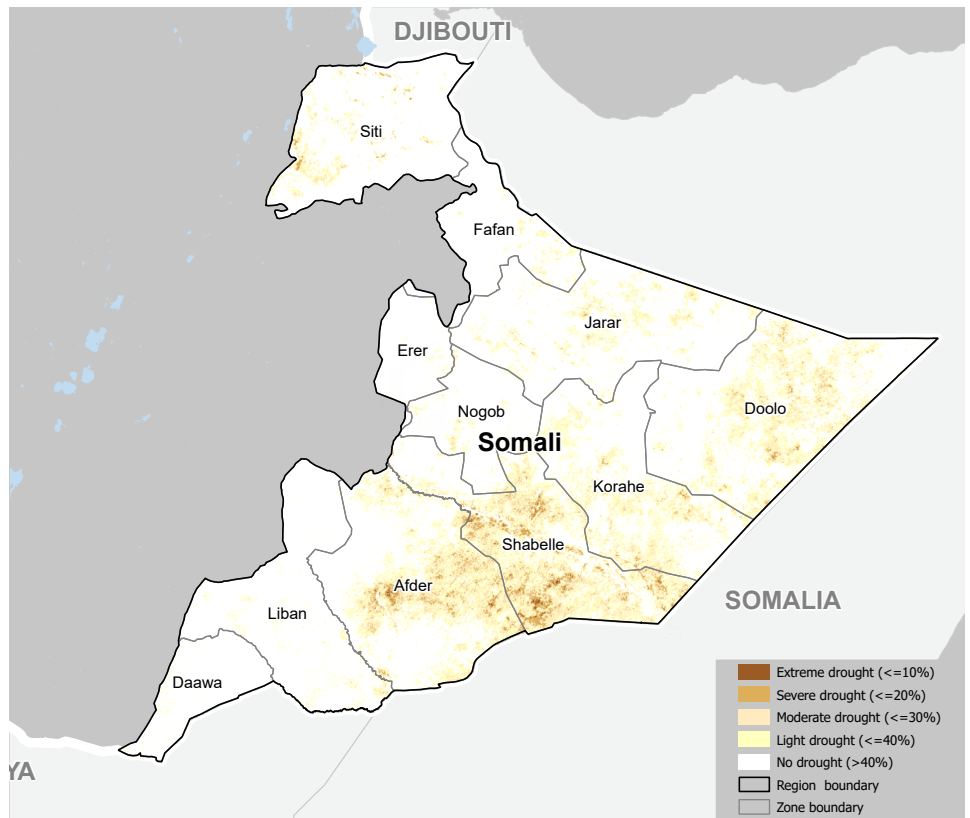 DJIBOUTI
Siti
Fafan
Jarar
Erer
Doolo
Nogob
Somali
Korahe
Shabelle
Afder
SOMALIA
Liban
Daawa
YA
Extreme drought (<=10%)
Severe drought (<=20%)
Moderate drought (<=30%)
Light drought (<=40%)
No drought (>40%)
Region boundary
Zone boundary